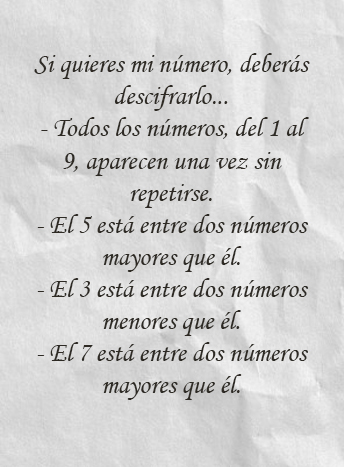 Si quieres mi número, deberás
descifrarlo...
- Todos los números, del 1 al
9, aparecen una vez sin
repetirse.
- El 5 está entre dos números
mayores que él.
- El 3 está entre dos números
menores que él.
- El 7 está entre dos números
mayores que él.